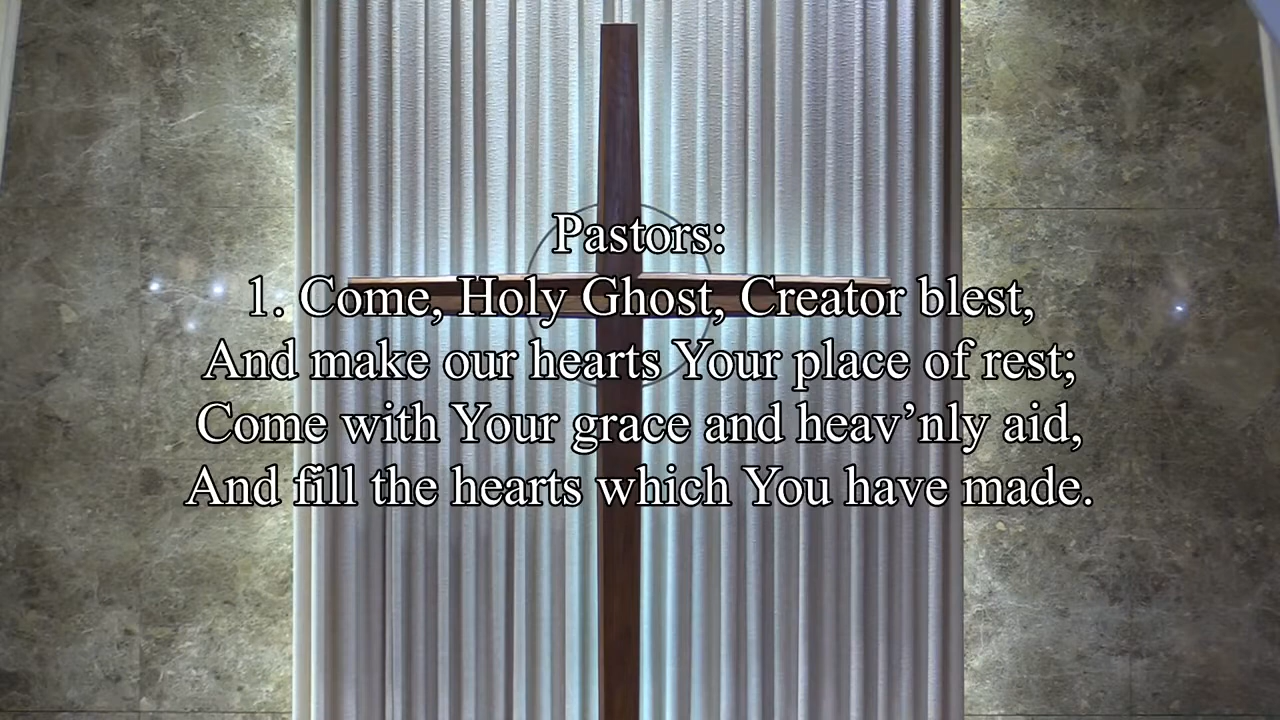 Pastors:
1. Come, Holy Ghost, Creator blest,
And make our hearts Your place of rest;
Come with Your grace and heav’nly aid,
And fill the hearts which You have made.